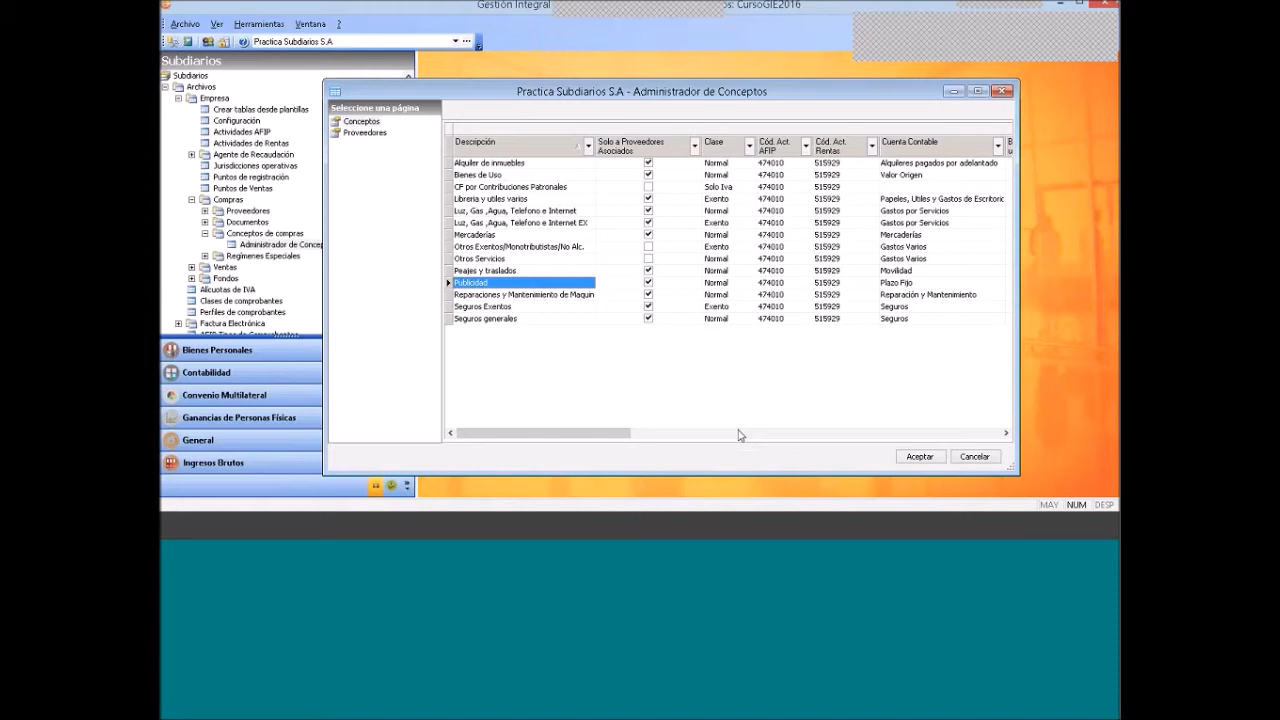 Gestión Integral
os: CursoGIE2016
Archivo Ver Herramientas Ventana ?
Practica Subdiarios S.A
Subdiarios
Subdiarios
Archivos
Empresa
Crear tablas desde plantillas
Configuración
Actividades AFIP
Actividades de Rentas
Agente de Recaudación
Jurisdicciones operativas
Puntos de registración
Puntos de Ventas
Compras
Proveedores
Documentos
Conceptos de compras
Administrador de Concep
Regímenes Especiales
Ventas
Fondos
Alícuotas de IVA
Clases de comprobantes
Perfiles de comprobantes
Factura Electrónica
AFIP Tipos de Comprobantes
Bienes Personales
Contabilidad
Convenio Multilateral
Ganancias de Personas Físicas
General
Ingresos Brutos
Practica Subdiarios S.A - Administrador de Conceptos
Seleccione una página
Conceptos
Proveedores
Descripción Solo a Proveedores Asociados Clase Cód. Act. AFIP Cód. Act. Rentas Cuenta Contable
Alquiler de inmuebles Normal 474010 515929 Alquileres pagados por adelantado
Bienes de Uso Normal 474010 515929 Valor Origen
CF por Contribuciones Patronales Solo Iva 474010 515929
Libreria y utiles varios Exento 474010 515929 Papeles, Utiles y Gastos de Escritoric
Luz, Gas ,Agua, Telefono e Internet Normal 474010 515929 Gastos por Servicios
Luz, Gas ,Agua, Telefono e Internet EX Exento 474010 515929 Gastos por Servicios
Mercaderías Normal 474010 515929 Mercaderías
Otros Exentos/Monotributistas/No Alc. Exento 474010 515929 Gastos Varios
Otros Servicios Normal 474010 515929 Gastos Varios
Peajes y traslados Normal 474010 515929 Movilidad
Publicidad Normal 474010 515929 Plazo Fijo
Reparaciones y Mantenimiento de Maquin Normal 474010 515929 Reparación y Mantenimiento
Seguros Exentos Exento 474010 515929 Seguros
Seguros generales Normal 474010 515929 Seguros
Aceptar Cancelar
MAY NUM DESP